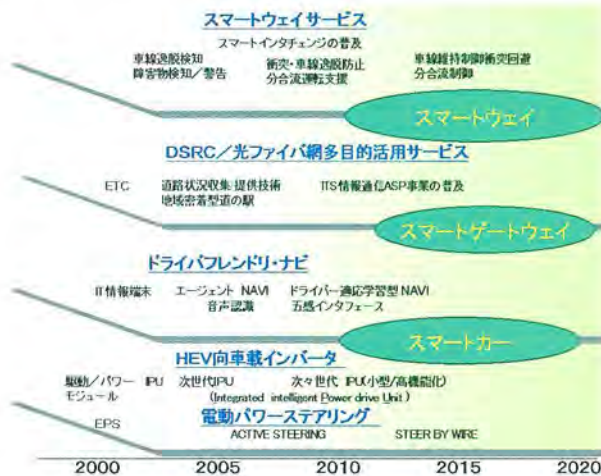 スマートウェイサービス
スマートインタチェンジの普及
車線逸脱検知
障害物検知／警告
衝突・車線逸脱防止
分合流運転支援
車線維持制御衝突回避
分合流制御
スマートウェイ
DSRC／光ファイバ網多目的活用サービス
ETC
道路状況収集・提供技術
地域密着型道の駅
ITS情報通信ASP事業の普及
スマートゲートウェイ
ドライバフレンドリ・ナビ
IT情報端末
エージェント NAVI
音声認識
ドライバー適応学習型 NAVI
五感インタフェース
スマートカー
HEV向車載インバータ
駆動／パワー IPU
モジュール
次世代IPU
次々世代 IPU(小型/高機能化)
(Integrated intelligent Power drive Unit)
電動パワーステアリング
EPS
ACTIVE STEERING
STEER BY WIRE
2000 2005 2010 2015 2020